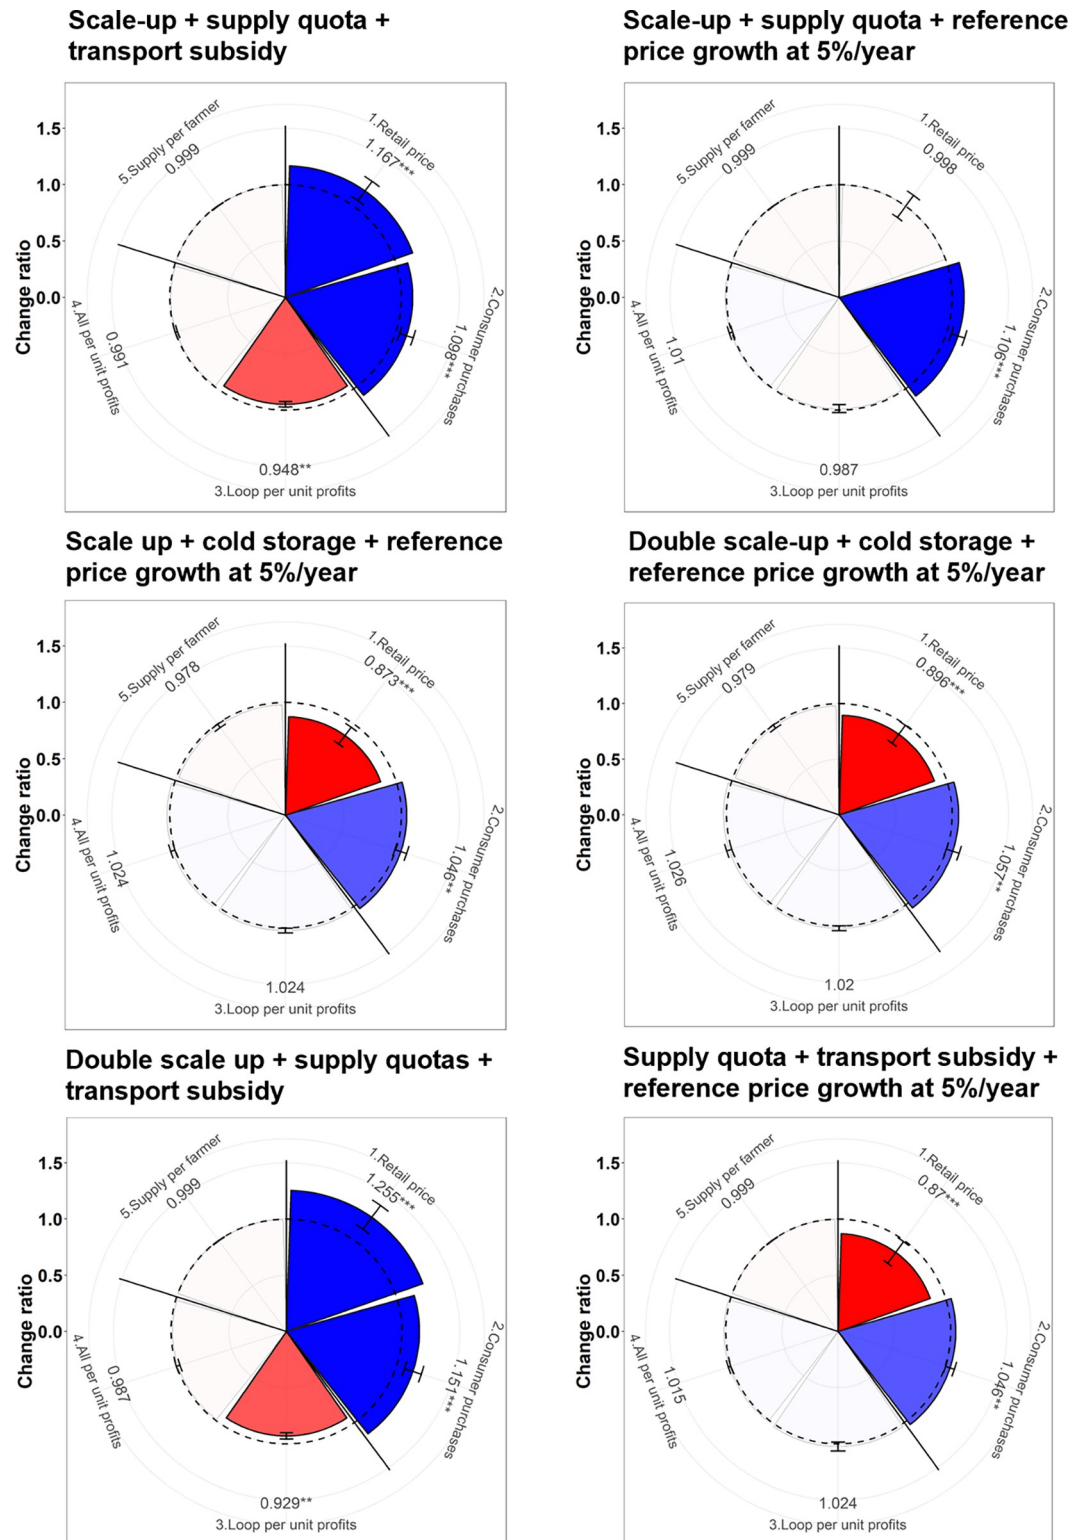 Scale-up + supply quota +
transport subsidy
Change ratio
1.5
1.0
0.5
0.0
5.Supply per farmer
0.999
1.Retail price
1.167***
2.Consumer purchases
1.098***
4.All per unit profits
0.991
0.948**
3.Loop per unit profits
Scale-up + supply quota + reference
price growth at 5%/year
Change ratio
1.5
1.0
0.5
0.0
5.Supply per farmer
0.999
1.Retail price
0.998
2.Consumer purchases
1.106***
4.All per unit profits
1.01
0.987
3.Loop per unit profits
Scale up + cold storage + reference
price growth at 5%/year
Change ratio
1.5
1.0
0.5
0.0
5.Supply per farmer
0.978
1.Retail price
0.873***
2.Consumer purchases
1.046**
4.All per unit profits
1.024
1.024
3.Loop per unit profits
Double scale-up + cold storage +
reference price growth at 5%/year
Change ratio
1.5
1.0
0.5
0.0
5.Supply per farmer
0.979
1.Retail price
0.896***
2.Consumer purchases
1.057**
4.All per unit profits
1.026
1.02
3.Loop per unit profits
Double scale up + supply quotas +
transport subsidy
Change ratio
1.5
1.0
0.5
0.0
5.Supply per farmer
0.999
1.Retail price
1.255***
2.Consumer purchases
1.151***
4.All per unit profits
0.987
0.929**
3.Loop per unit profits
Supply quota + transport subsidy +
reference price growth at 5%/year
Change ratio
1.5
1.0
0.5
0.0
5.Supply per farmer
0.999
1.Retail price
0.87***
2.Consumer purchases
1.046**
4.All per unit profits
1.015
1.024
3.Loop per unit profits